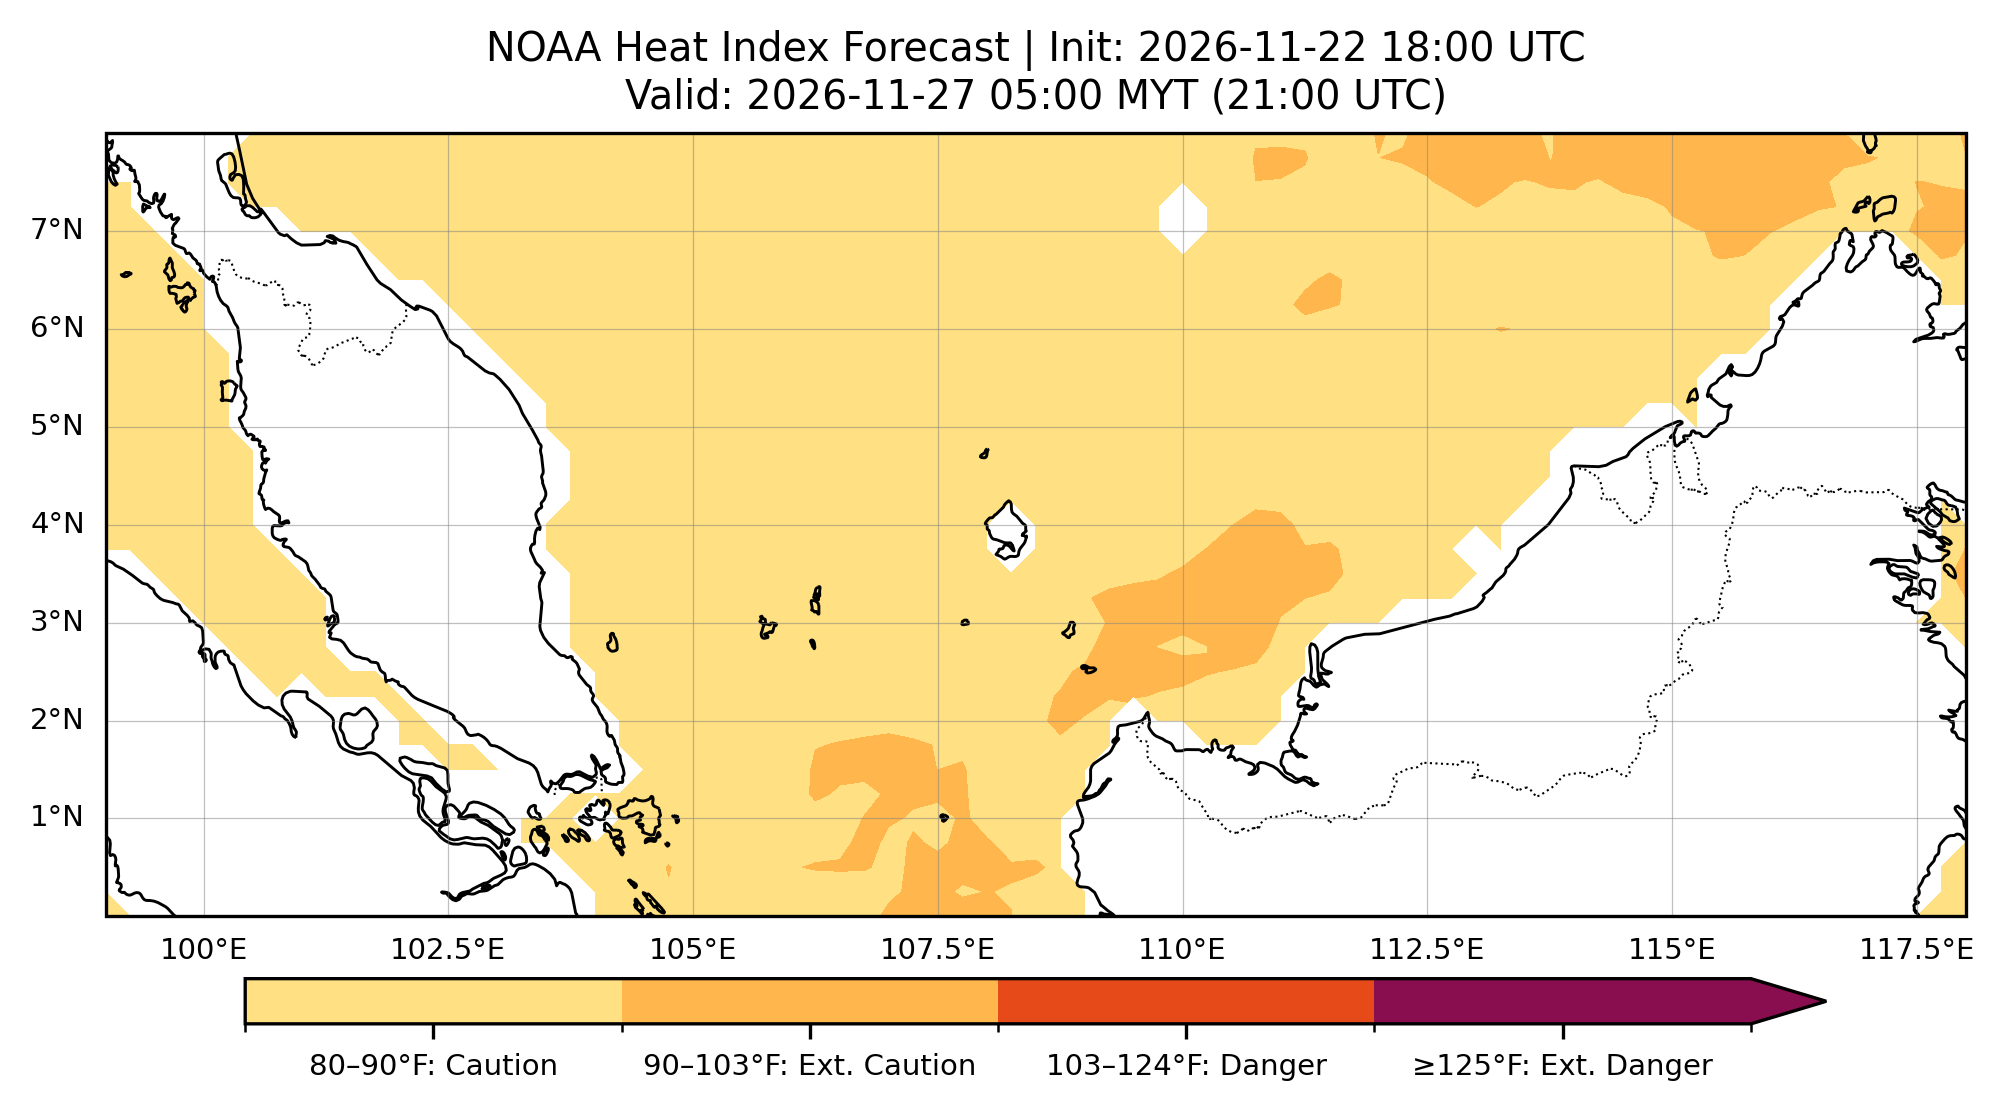 NOAA Heat Index Forecast | Init: 2026-11-22 18:00 UTC
Valid: 2026-11-27 05:00 MYT (21:00 UTC)
7°N
6°N
5°N
4°N
3°N
2°N
1°N
100°E 102.5°E 105°E 107.5°E 110°E 112.5°E 115°E 117.5°E
80–90°F: Caution 90–103°F: Ext. Caution 103–124°F: Danger ≥125°F: Ext. Danger